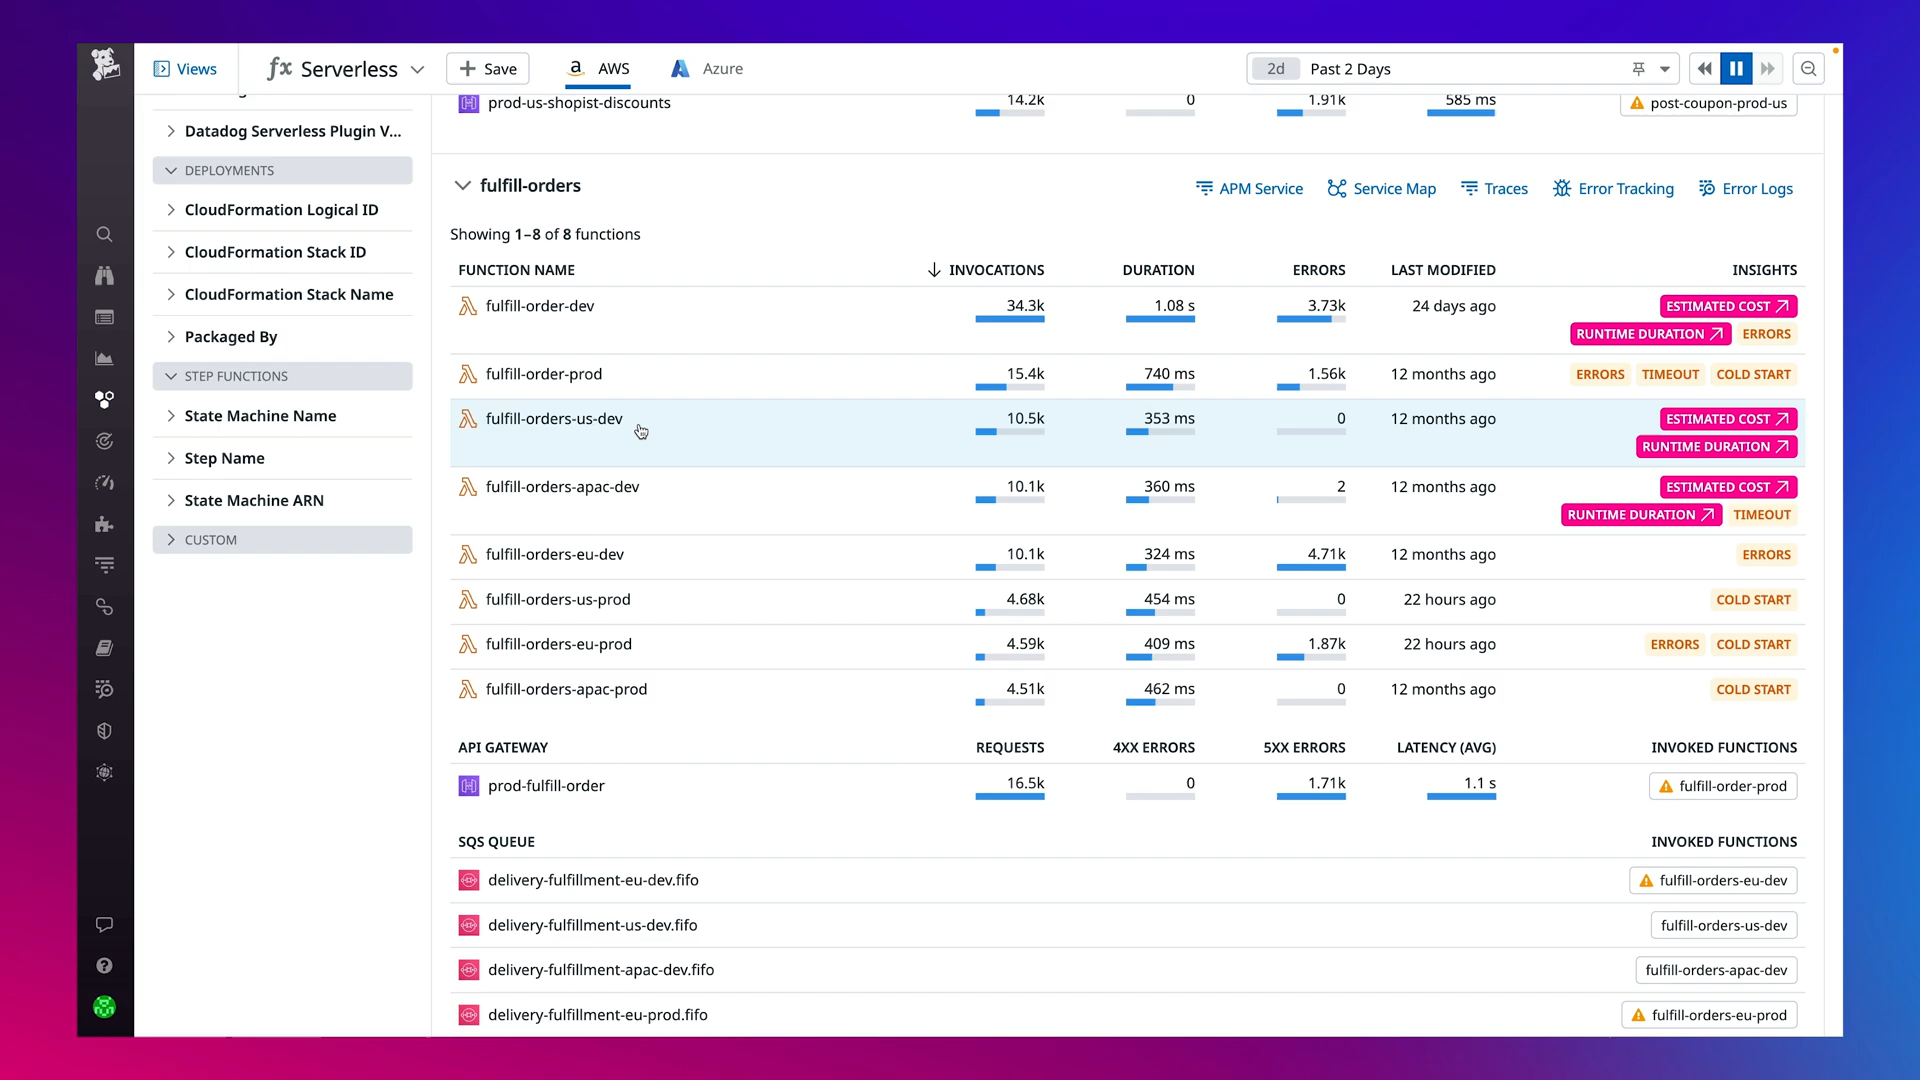 Views
fx Serverless
+ Save
AWS
Azure
2d Past 2 Days
prod-us-shopist-discounts 14.2k 0 1.91k 585 ms post-coupon-prod-us
Datadog Serverless Plugin V...
DEPLOYMENTS
CloudFormation Logical ID
CloudFormation Stack ID
CloudFormation Stack Name
Packaged By
STEP FUNCTIONS
State Machine Name
Step Name
State Machine ARN
CUSTOM
fulfill-orders
APM Service Service Map Traces Error Tracking Error Logs
Showing 1–8 of 8 functions
FUNCTION NAME INVOCATIONS DURATION ERRORS LAST MODIFIED INSIGHTS
fulfill-order-dev 34.3k 1.08 s 3.73k 24 days ago ESTIMATED COST
RUNTIME DURATION ERRORS
fulfill-order-prod 15.4k 740 ms 1.56k 12 months ago ERRORS TIMEOUT COLD START
fulfill-orders-us-dev 10.5k 353 ms 0 12 months ago ESTIMATED COST
RUNTIME DURATION
fulfill-orders-apac-dev 10.1k 360 ms 2 12 months ago ESTIMATED COST
RUNTIME DURATION TIMEOUT
fulfill-orders-eu-dev 10.1k 324 ms 4.71k 12 months ago ERRORS
fulfill-orders-us-prod 4.68k 454 ms 0 22 hours ago COLD START
fulfill-orders-eu-prod 4.59k 409 ms 1.87k 22 hours ago ERRORS COLD START
fulfill-orders-apac-prod 4.51k 462 ms 0 12 months ago COLD START
API GATEWAY REQUESTS 4XX ERRORS 5XX ERRORS LATENCY (AVG) INVOKED FUNCTIONS
prod-fulfill-order 16.5k 0 1.71k 1.1 s fulfill-order-prod
SQS QUEUE INVOKED FUNCTIONS
delivery-fulfillment-eu-dev.fifo fulfill-orders-eu-dev
delivery-fulfillment-us-dev.fifo fulfill-orders-us-dev
delivery-fulfillment-apac-dev.fifo fulfill-orders-apac-dev
delivery-fulfillment-eu-prod.fifo fulfill-orders-eu-prod